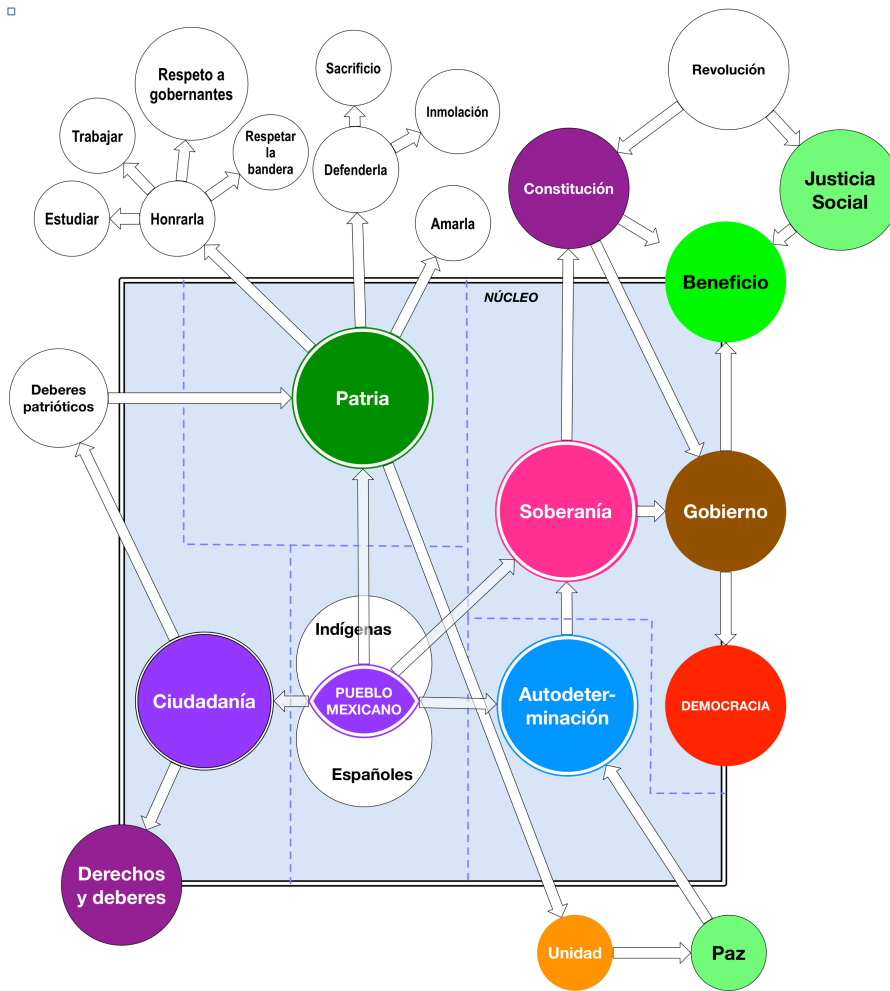 Revolución
Sacrificio
Respeto a
gobernantes
Inmolación
Trabajar
Respetar
la
bandera
Defenderla
Constitución
Justicia
Social
Estudiar
Honrarla
Amarla
Beneficio
NÚCLEO
Deberes
patrióticos
Patria
Soberanía
Gobierno
Indígenas
Ciudadanía
PUEBLO
MEXICANO
Autodeter-
minación
DEMOCRACIA
Españoles
Derechos
y deberes
Unidad
Paz